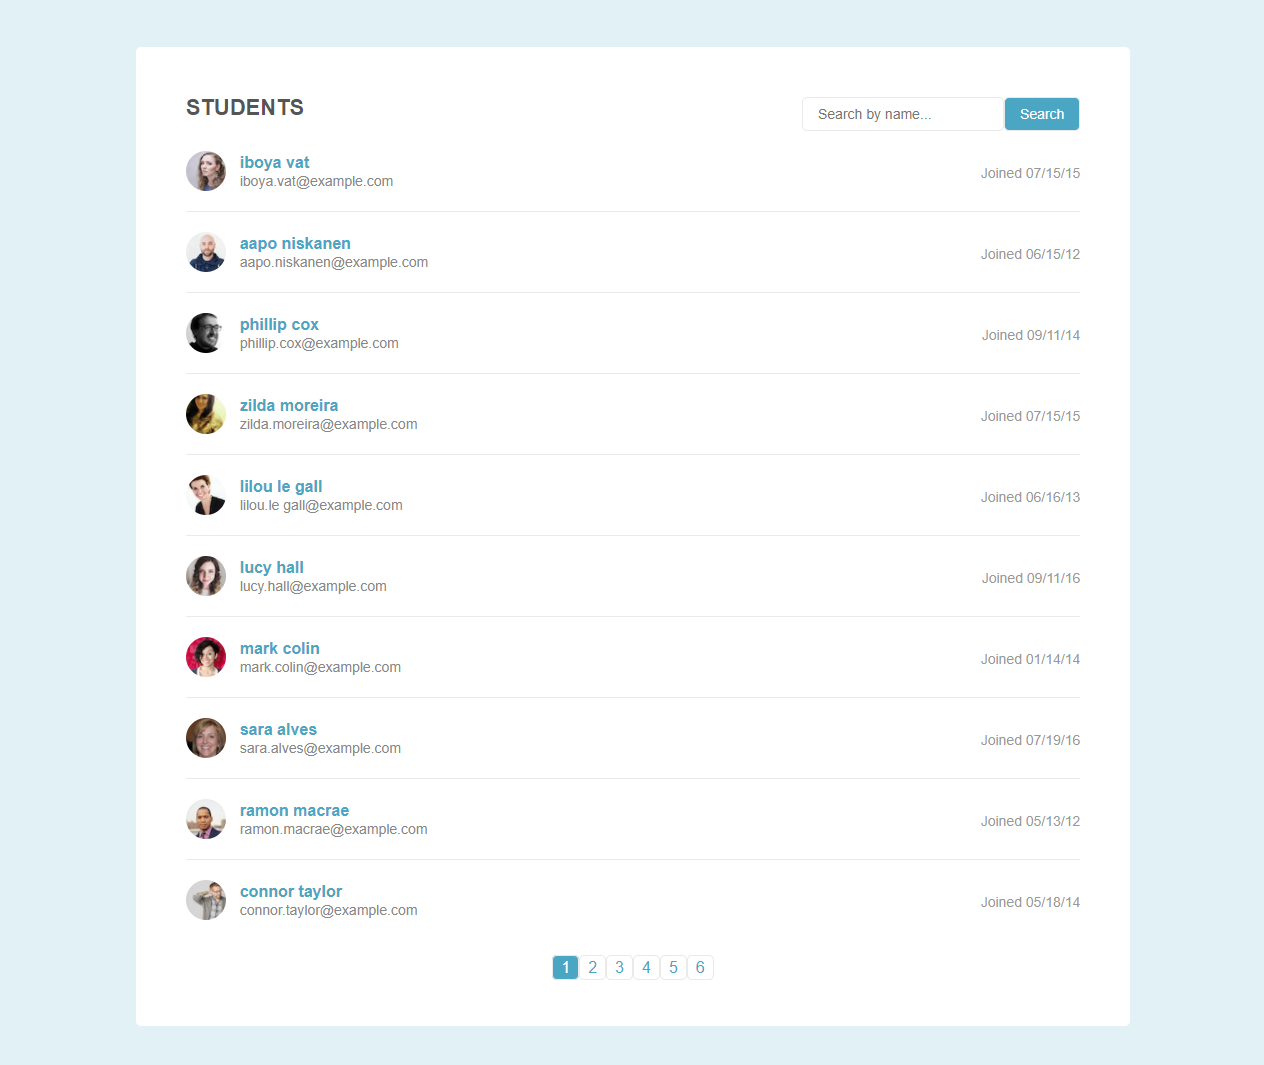 STUDENTS
Search by name...
Search
iboya vat
iboya.vat@example.com
Joined 07/15/15
aapo niskanen
aapo.niskanen@example.com
Joined 06/15/12
phillip cox
phillip.cox@example.com
Joined 09/11/14
zilda moreira
zilda.moreira@example.com
Joined 07/15/15
lilou le gall
lilou.le gall@example.com
Joined 06/16/13
lucy hall
lucy.hall@example.com
Joined 09/11/16
mark colin
mark.colin@example.com
Joined 01/14/14
sara alves
sara.alves@example.com
Joined 07/19/16
ramon macrae
ramon.macrae@example.com
Joined 05/13/12
connor taylor
connor.taylor@example.com
Joined 05/18/14
1 2 3 4 5 6